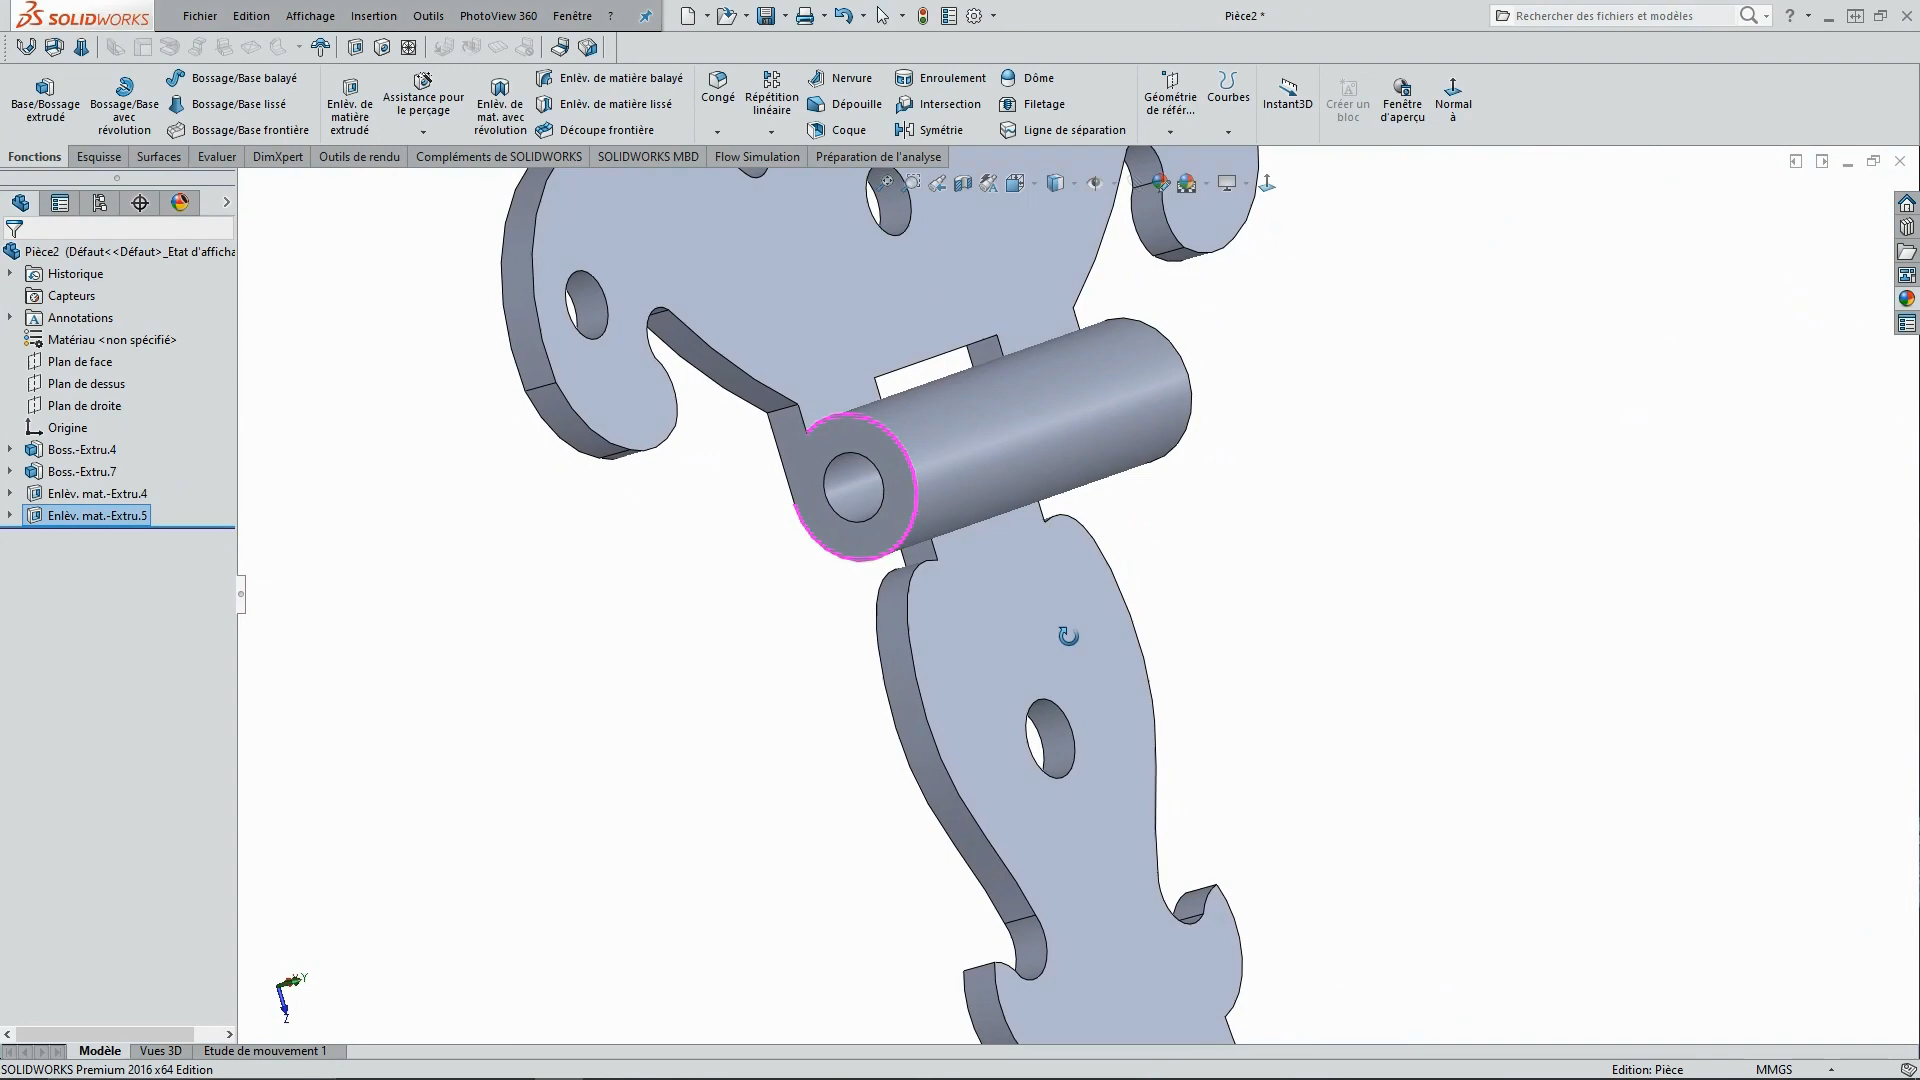 SOLIDWORKS
Fichier
Edition
Affichage
Insertion
Outils
PhotoView 360
Fenêtre
?
Pièce2 *
Rechercher des fichiers et modèles
?
Base/Bossage
extrudé
Bossage/Base
avec
révolution
Bossage/Base balayé
Bossage/Base lissé
Bossage/Base frontière
Enlèv. de
matière
extrudé
Assistance pour
le perçage
Enlèv. de
mat. avec
révolution
Enlèv. de matière balayé
Enlèv. de matière lissé
Découpe frontière
Congé
Répétition
linéaire
Nervure
Dépouille
Coque
Enroulement
Intersection
Symétrie
Dôme
Filetage
Ligne de séparation
Géométrie
de référ...
Courbes
Instant3D
Créer un
bloc
Fenêtre
d'aperçu
Normal
à
Fonctions
Esquisse
Surfaces
Evaluer
DimXpert
Outils de rendu
Compléments de SOLIDWORKS
SOLIDWORKS MBD
Flow Simulation
Préparation de l'analyse
Pièce2 (Défaut<<Défaut>_Etat d'afficha
Historique
Capteurs
Annotations
Matériau <non spécifié>
Plan de face
Plan de dessus
Plan de droite
Origine
Boss.-Extru.4
Boss.-Extru.7
Enlèv. mat.-Extru.4
Enlèv. mat.-Extru.5
Y
Z
Modèle
Vues 3D
Etude de mouvement 1
SOLIDWORKS Premium 2016 x64 Edition
Edition: Pièce
MMGS